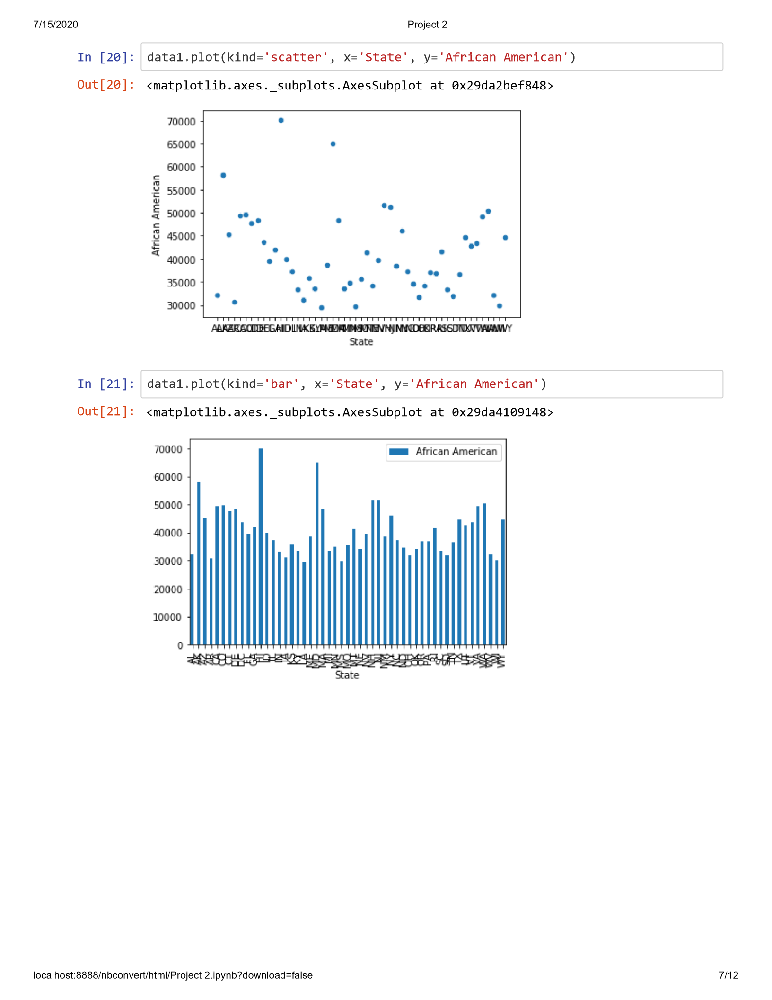 7/15/2020 Project 2
In [20]: data1.plot(kind='scatter', x='State', y='African American')
Out[20]: <matplotlib.axes._subplots.AxesSubplot at 0x29da2bef848>
70000
65000
60000
55000
50000
45000
40000
35000
30000
African American
State
In [21]: data1.plot(kind='bar', x='State', y='African American')
Out[21]: <matplotlib.axes._subplots.AxesSubplot at 0x29da4109148>
African American
70000
60000
50000
40000
30000
20000
10000
0
State
localhost:8888/nbconvert/html/Project 2.ipynb?download=false 7/12